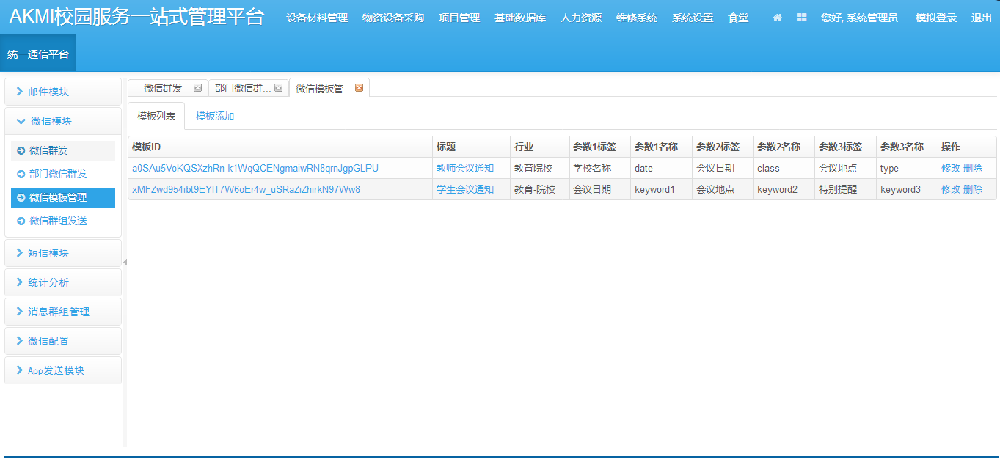 AKMI校园服务一站式管理平台 设备材料管理 物资设备采购 项目管理 基础数据库 人力资源 维修系统 系统设置 食堂 您好, 系统管理员 模拟登录 退出
统一通信平台
邮件模块
微信模块
微信群发
部门微信群发
微信模板管理
微信群组发送
短信模块
统计分析
消息群组管理
微信配置
App发送模块
微信群发 部门微信群... 微信模板管...
模板列表 模板添加
模板ID 标题 行业 参数1标签 参数1名称 参数2标签 参数2名称 参数3标签 参数3名称 操作
a0SAu5VoKQSXzhRn-k1WqQCENgmaiwRN8qrnJgpGLPU 教师会议通知 教育院校 学校名称 date 会议日期 class 会议地点 type 修改 删除
xMFZwd954ibt9EYIT7W6oEr4w_uSRaZiZhirkN97Ww8 学生会议通知 教育-院校 会议日期 keyword1 会议地点 keyword2 特别提醒 keyword3 修改 删除